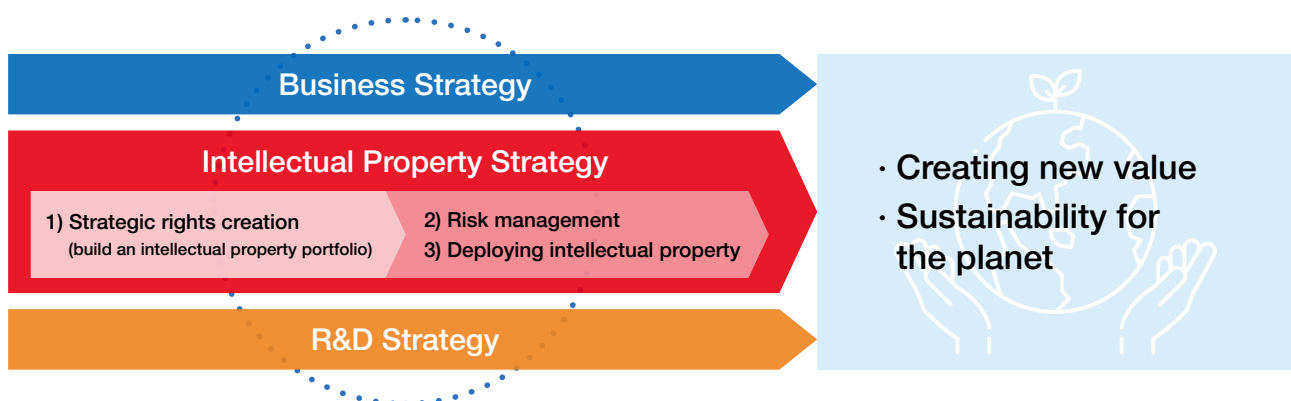 Business Strategy
Intellectual Property Strategy
1) Strategic rights creation
(build an intellectual property portfolio)
2) Risk management
3) Deploying intellectual property
R&D Strategy
· Creating new value
· Sustainability for
the planet